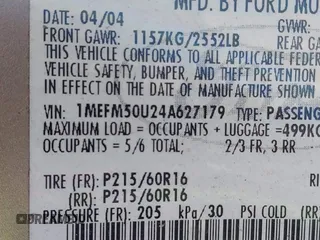 MFD. BY FORD MO
DATE: 04/04 GVWR:
FRONT GAWR: 1157KG/2552LB REAR GA
THIS VEHICLE CONFORMS TO ALL APPLICABLE FEDERA
VEHICLE SAFETY, BUMPER, AND THEFT PREVENTION
IN EFFECT ON THE DATE OF MANUFACTURE SHOWN
VIN: 1MEFM50U24A627179 TYPE: PASSENG
MAXIMUM LOAD = OCCUPANTS + LUGGAGE = 499K
OCCUPANTS = 5/6 TOTAL 2/3 FR, 3 RR
TIRE (FR): P215/60R16 RI
(RR): P215/60R16
PRESSURE (FR): 205 kPa/30 PSI COLD (RR)